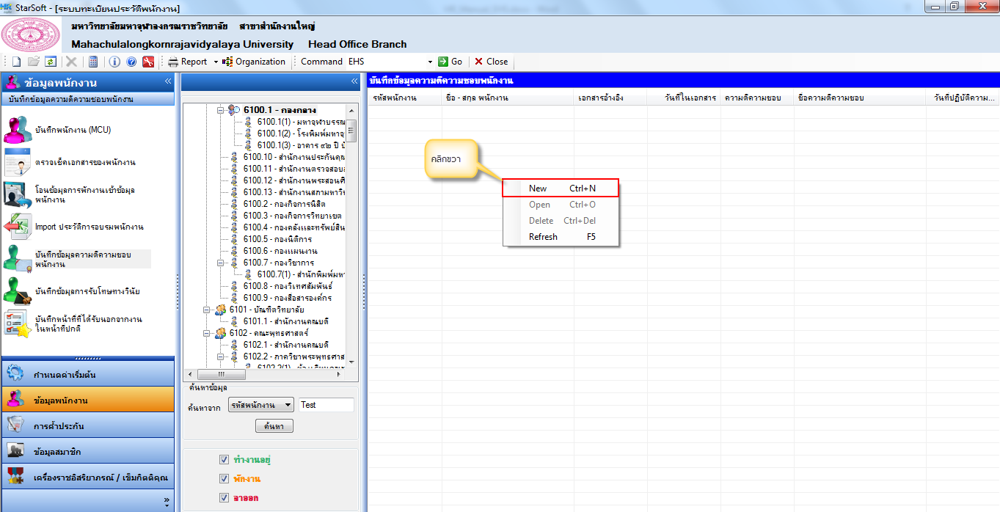 StarSoft - [ระบบทะเบียนประวัติพนักงาน]
มหาวิทยาลัยมหาจุฬาลงกรณราชวิทยาลัย สาขาสำนักงานใหญ่
Mahachulalongkornrajavidyalaya University Head Office Branch
Report Organization Command EHS Go Close
ข้อมูลพนักงาน
บันทึกข้อมูลความดีความชอบพนักงาน
บันทึกพนักงาน (MCU)
ตรวจเช็คเอกสารของพนักงาน
โอนข้อมูลการพักงานเข้าข้อมูล
พนักงาน
Import ประวัติการอบรมพนักงาน
บันทึกข้อมูลความดีความชอบ
พนักงาน
บันทึกข้อมูลการรับโทษทางวินัย
บันทึกหน้าที่ที่ได้รับนอกจากงาน
ในหน้าที่ปกติ
กำหนดค่าเริ่มต้น
ข้อมูลพนักงาน
การค้ำประกัน
ข้อมูลสมาชิก
เครื่องราชอิสริยาภรณ์ / เข็มกิตติคุณ
6100.1 - กองกลาง
6100.1(1) - มหาจุฬาบรรณ
6100.1(2) - โรงพิมพ์มหาจุ
6100.1(3) - อาคาร ๙๒ ปี ปั
6100.10 - สำนักงานประกันคุณ
6100.11 - สำนักงานตรวจสอบ
6100.12 - สำนักงานพระสอนศี
6100.13 - สำนักงานสภามหาวิ
6100.2 - กองกิจการนิสิต
6100.3 - กองกิจการวิทยาเขต
6100.4 - กองคลังและทรัพย์สิน
6100.5 - กองนิติการ
6100.6 - กองแผนงาน
6100.7 - กองวิชาการ
6100.7(1) - สำนักพิมพ์มหา
6100.8 - กองวิเทศสัมพันธ์
6100.9 - กองสื่อสารองค์กร
6101 - บัณฑิตวิทยาลัย
6101.1 - สำนักงานคณบดี
6102 - คณะพุทธศาสตร์
6102.1 - สำนักงานคณบดี
6102.2 - ภาควิชาพระพุทธศาส
ค้นหาข้อมูล
ค้นหาจาก รหัสพนักงาน Test
ค้นหา
ทำงานอยู่
พักงาน
ลาออก
บันทึกข้อมูลความดีความชอบพนักงาน
รหัสพนักงาน ชื่อ - สกุล พนักงาน เอกสารอ้างอิง วันที่ในเอกสาร ความดีความชอบ ชื่อความดีความชอบ วันที่ปฏิบัติความ...
คลิกขวา
New Ctrl+N
Open Ctrl+O
Delete Ctrl+Del
Refresh F5